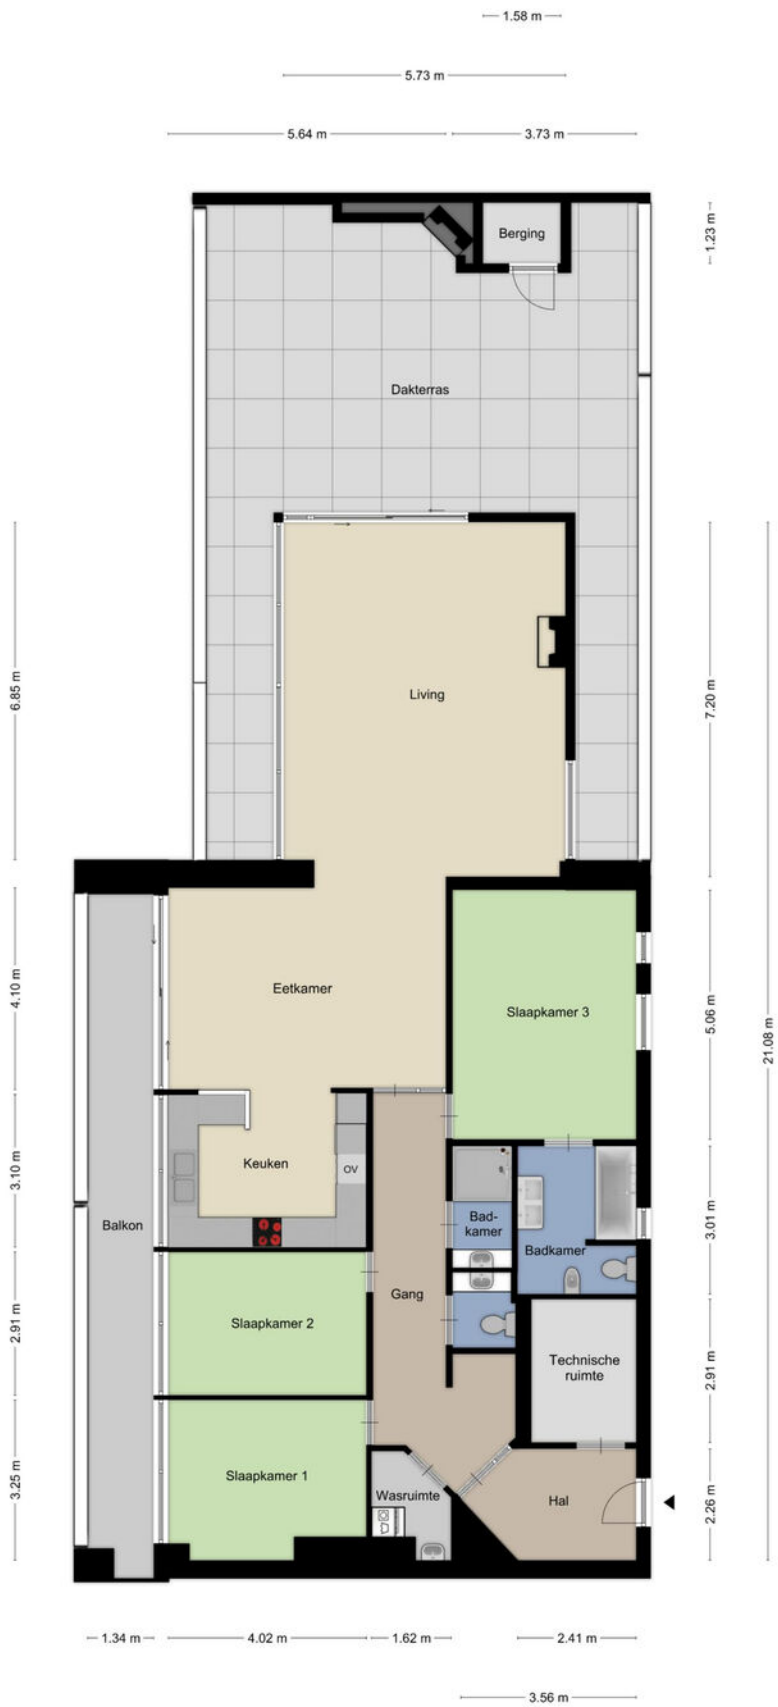 1.58 m
5.73 m
5.64 m
3.73 m
Berging
1.23 m
Dakterras
6.85 m
Living
7.20 m
4.10 m
Eetkamer
Slaapkamer 3
5.06 m
21.08 m
3.10 m
Keuken
OV
Balkon
Bad-
kamer
Badkamer
3.01 m
Gang
2.91 m
Slaapkamer 2
Technische
ruimte
2.91 m
3.25 m
Slaapkamer 1
Wasruimte
Hal
2.26 m
1.34 m
4.02 m
1.62 m
2.41 m
3.56 m